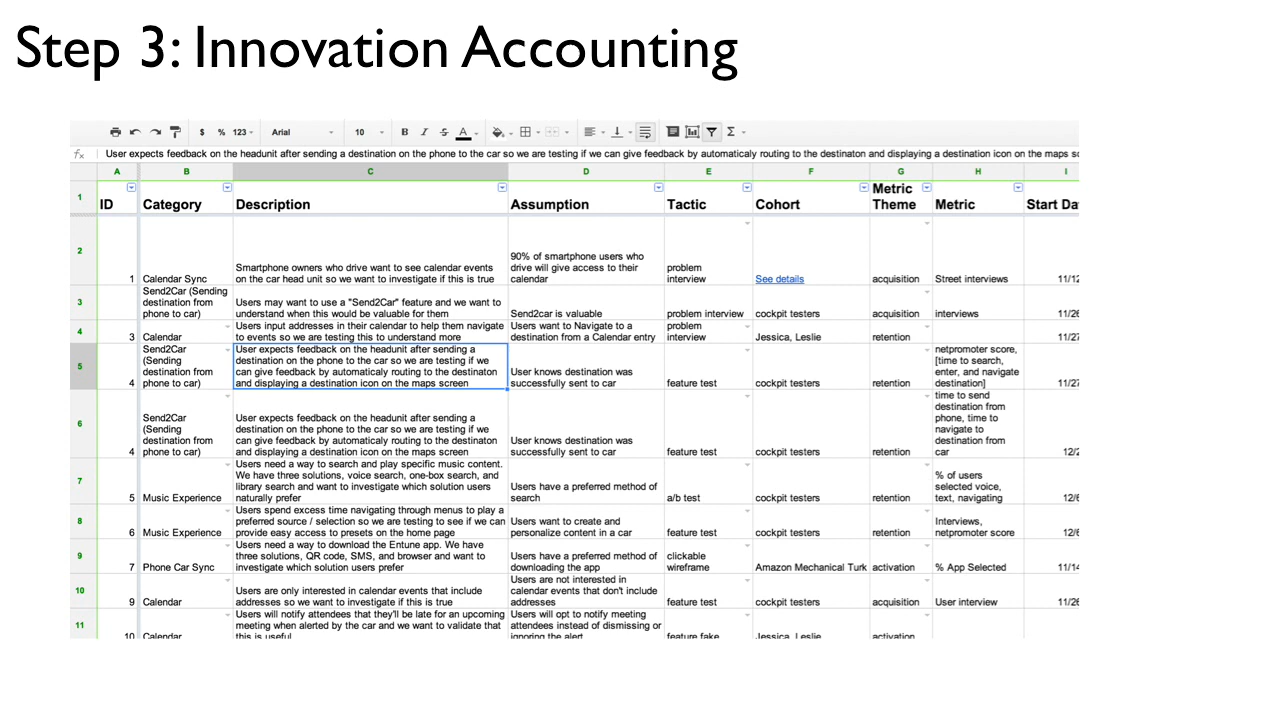 Step 3: Innovation Accounting
$ % 123 Arial 10 B I S A Σ
fx User expects feedback on the headunit after sending a destination on the phone to the car so we are testing if we can give feedback by automaticaly routing to the destinaton and displaying a destination icon on the maps sc
A B C D E F G H I
1 ID Category Description Assumption Tactic Cohort Metric Theme Metric Start Da
2
1 Calendar Sync
Smartphone owners who drive want to see calendar events
on the car head unit so we want to investigate if this is true
90% of smartphone users who
drive will give access to their
calendar
problem
interview
See details
acquisition
Street interviews
11/12
3
Send2Car (Sending
destination from
phone to car)
Users may want to use a "Send2Car" feature and we want to
understand when this would be valuable for them
Send2car is valuable
problem interview
cockpit testers
acquisition
interviews
11/26
4
3 Calendar
Users input addresses in their calendar to help them navigate
to events so we are testing this to understand more
Users want to Navigate to a
destination from a Calendar entry
problem
interview
Jessica, Leslie
retention
11/27
5
4
Send2Car
(Sending
destination from
phone to car)
User expects feedback on the headunit after sending a
destination on the phone to the car so we are testing if we
can give feedback by automaticaly routing to the destinaton
and displaying a destination icon on the maps screen
User knows destination was
successfully sent to car
feature test
cockpit testers
retention
netpromoter score,
[time to search,
enter, and navigate
destination]
11/27
6
4
Send2Car
(Sending
destination from
phone to car)
User expects feedback on the headunit after sending a
destination on the phone to the car so we are testing if we
can give feedback by automaticaly routing to the destinaton
and displaying a destination icon on the maps screen
User knows destination was
successfully sent to car
feature test
cockpit testers
retention
time to send
destination from
phone, time to
navigate to
destination from
car
12/2
7
5 Music Experience
Users need a way to search and play specific music content.
We have three solutions, voice search, one-box search, and
library search and want to investigate which solution users
naturally prefer
Users have a preferred method of
search
a/b test
cockpit testers
retention
% of users
selected voice,
text, navigating
12/6
8
6 Music Experience
Users spend excess time navigating through menus to play a
preferred source / selection so we are testing to see if we can
provide easy access to presets on the home page
Users want to create and
personalize content in a car
feature test
cockpit testers
retention
Interviews,
netpromoter score
12/6
9
7 Phone Car Sync
Users need a way to download the Entune app. We have
three solutions, QR code, SMS, and browser and want to
investigate which solution users prefer
Users have a preferred method of
downloading the app
clickable
wireframe
Amazon Mechanical Turk
activation
% App Selected
11/14
10
9 Calendar
Users are only interested in calendar events that include
addresses so we want to investigate if this is true
Users are not interested in
calendar events that don't include
addresses
feature test
cockpit testers
acquisition
User interview
11/26
11
10 Calendar
Users will notify attendees that they'll be late for an upcoming
meeting when alerted by the car and we want to validate that
this is useful
Users will opt to notify meeting
attendees instead of dismissing or
ignoring the alert
feature fake
Jessica, Leslie
activation